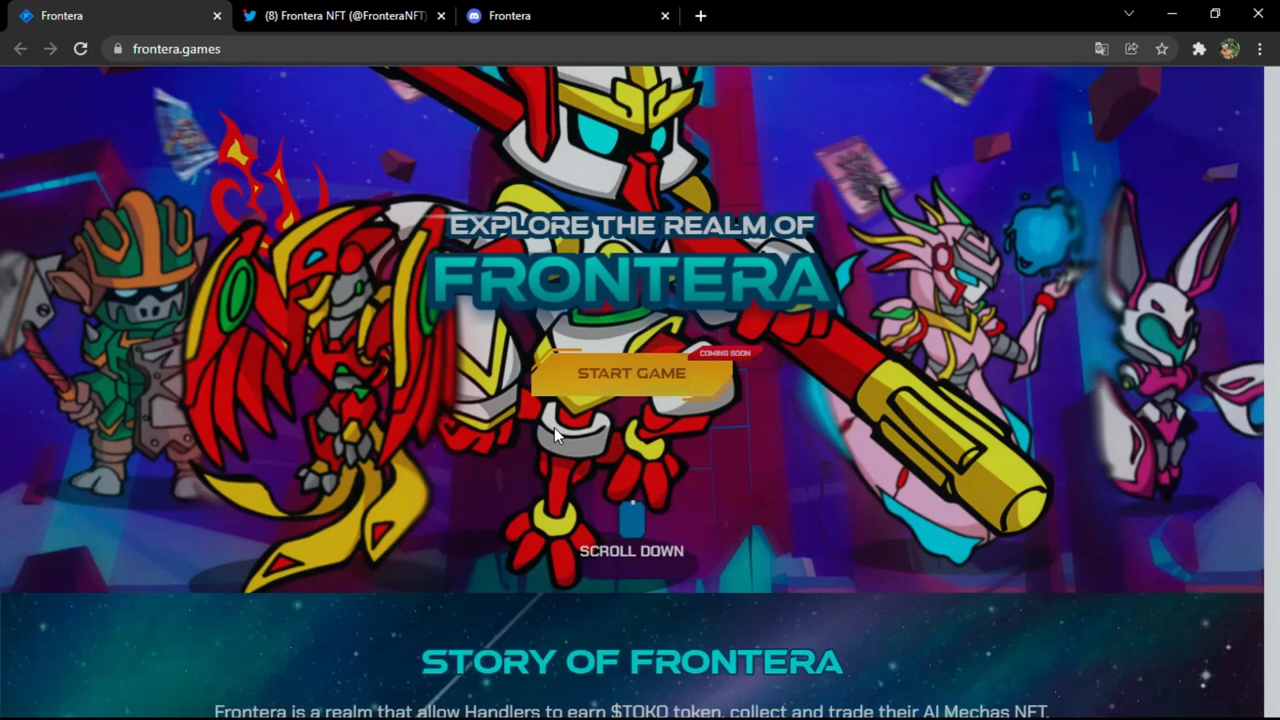 Frontera
(8) Frontera NFT (@FronteraNFT)
Frontera
frontera.games
EXPLORE THE REALM OF
FRONTERA
COMING SOON
START GAME
SCROLL DOWN
STORY OF FRONTERA
Frontera is a realm that allow Handlers to earn $TOKO token, collect and trade their AI Mechas NFT.